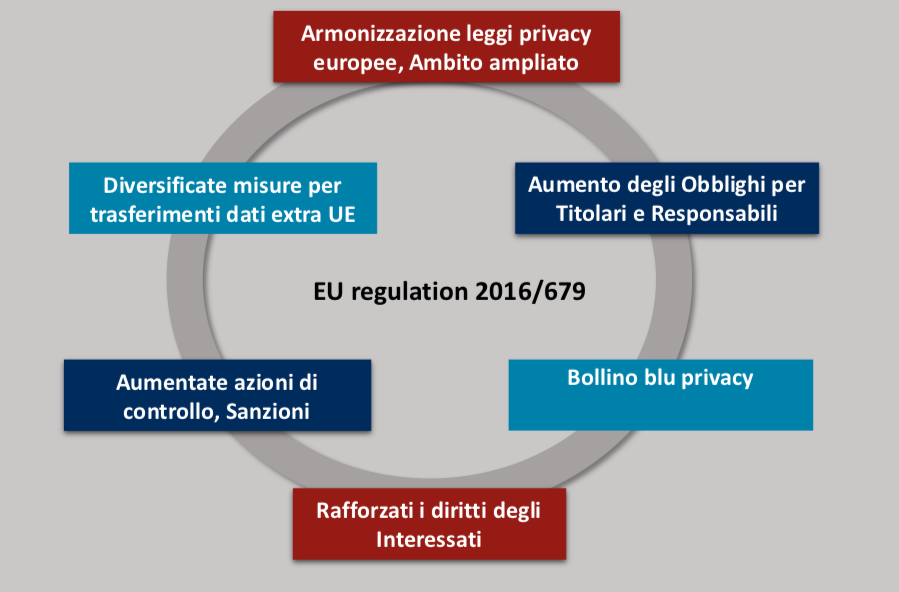 Armonizzazione leggi privacy
europee, Ambito ampliato
Diversificate misure per
trasferimenti dati extra UE
Aumento degli Obblighi per
Titolari e Responsabili
EU regulation 2016/679
Aumentate azioni di
controllo, Sanzioni
Bollino blu privacy
Rafforzati i diritti degli
Interessati